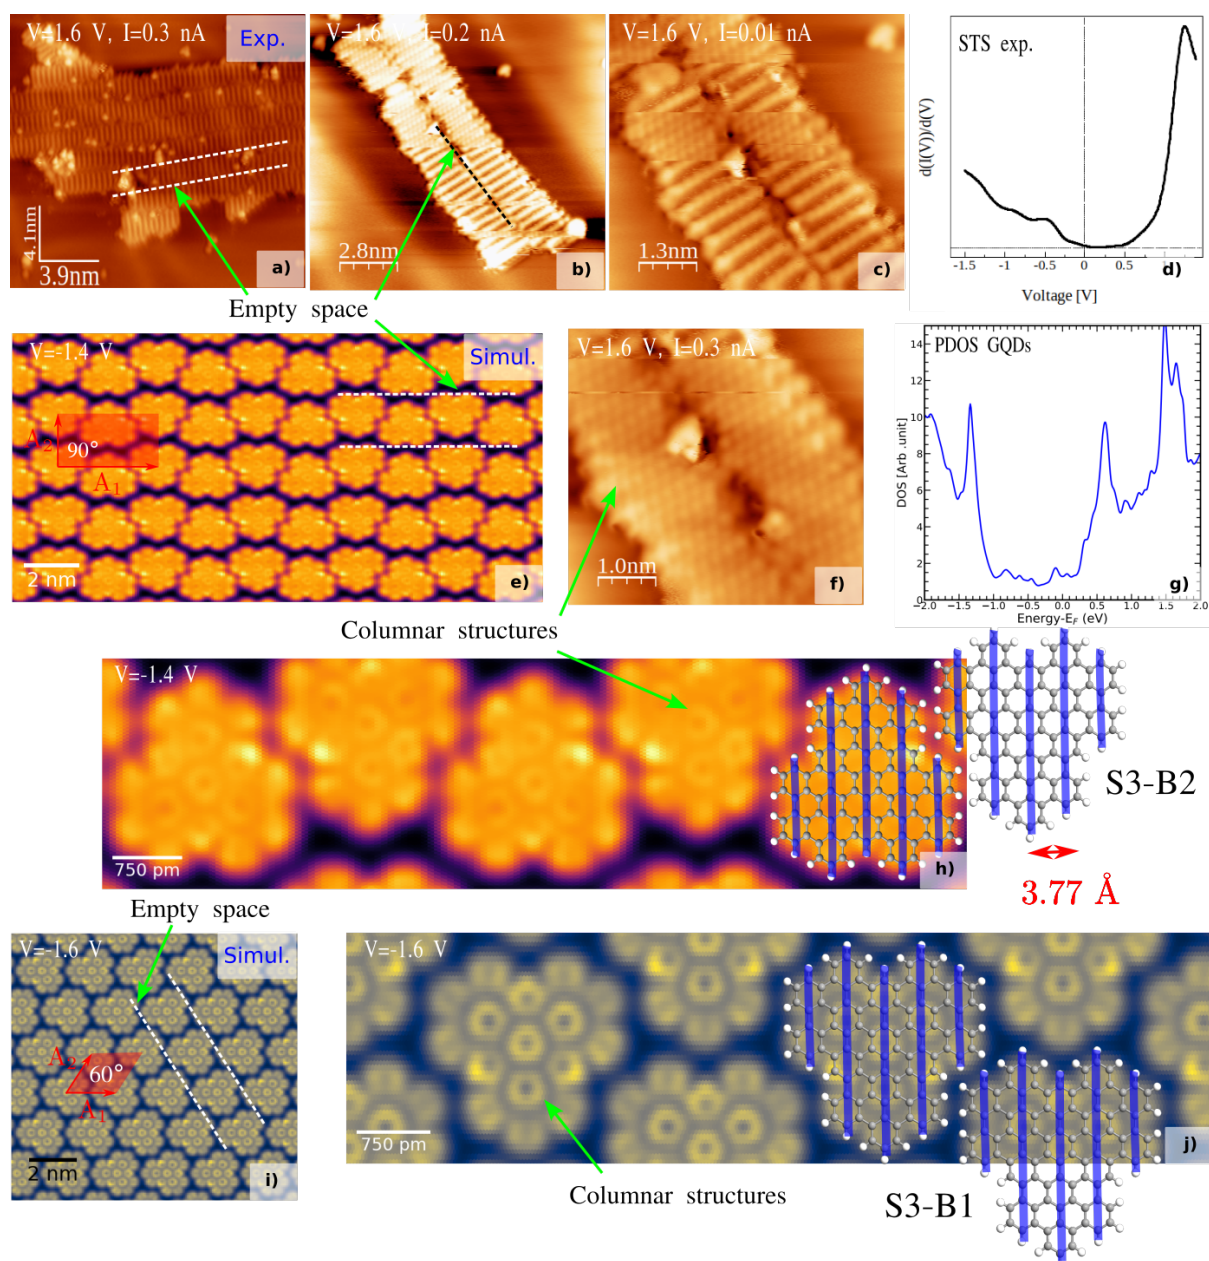 V=1.6 V, I=0.3 nA
Exp.
4.1nm
3.9nm
a)
V=1.6 V, I=0.2 nA
2.8nm
b)
V=1.6 V, I=0.01 nA
1.3nm
c)
STS exp.
d(I(V))/d(V)
-1.5 -1 -0.5 0 0.5
d)
Voltage [V]
Empty space
V=-1.4 V
Simul.
A2
90°
A1
2 nm
e)
V=1.6 V, I=0.3 nA
1.0nm
f)
PDOS GQDs
DOS [Arb .unit]
14
12
10
8
6
4
2
0
−2.0 −1.5 −1.0 −0.5 0.0 0.5 1.0 1.5 2.0
g)
Energy-EF (eV)
Columnar structures
V=-1.4 V
750 pm
h)
S3-B2
3.77 Å
Empty space
V=-1.6 V
Simul.
A2
60°
A1
2 nm
i)
V=-1.6 V
750 pm
j)
Columnar structures
S3-B1